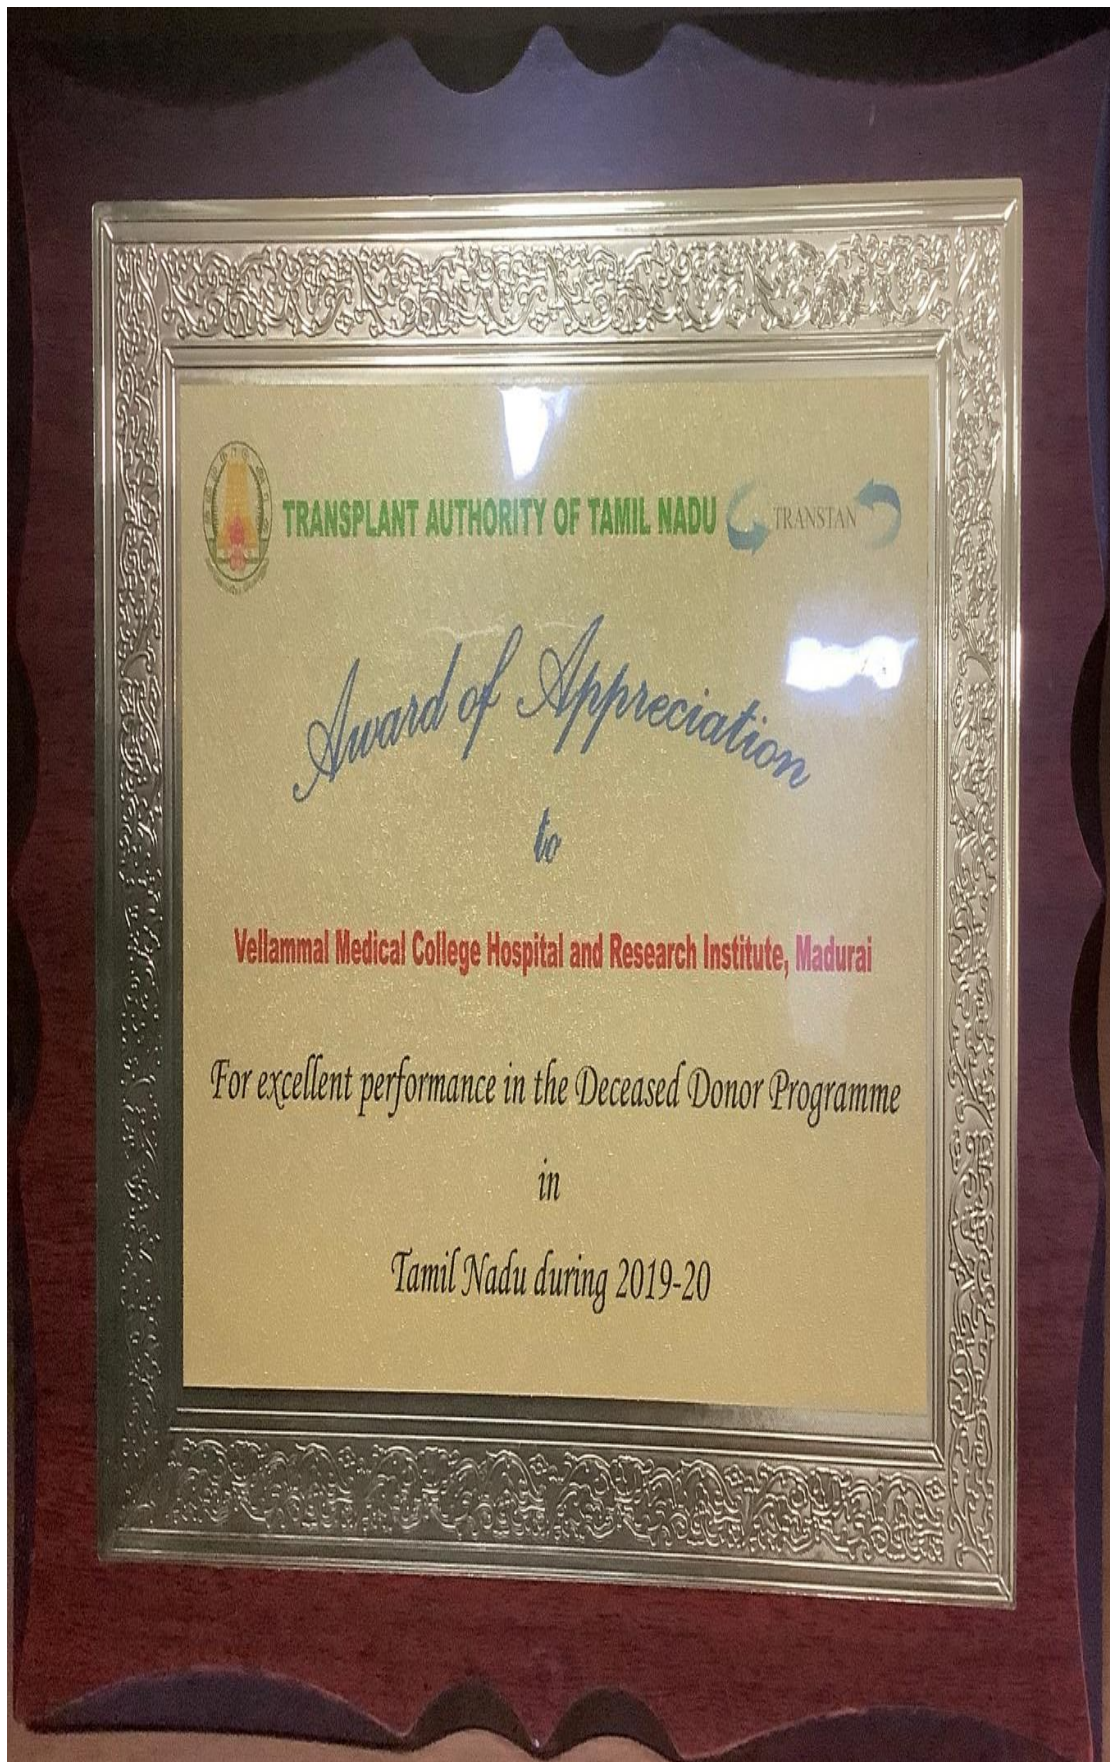 TRANSPLANT AUTHORITY OF TAMIL NADU TRANSTAN
Award of Appreciation
to
Vellammal Medical College Hospital and Research Institute, Madurai
For excellent performance in the Deceased Donor Programme
in
Tamil Nadu during 2019-20